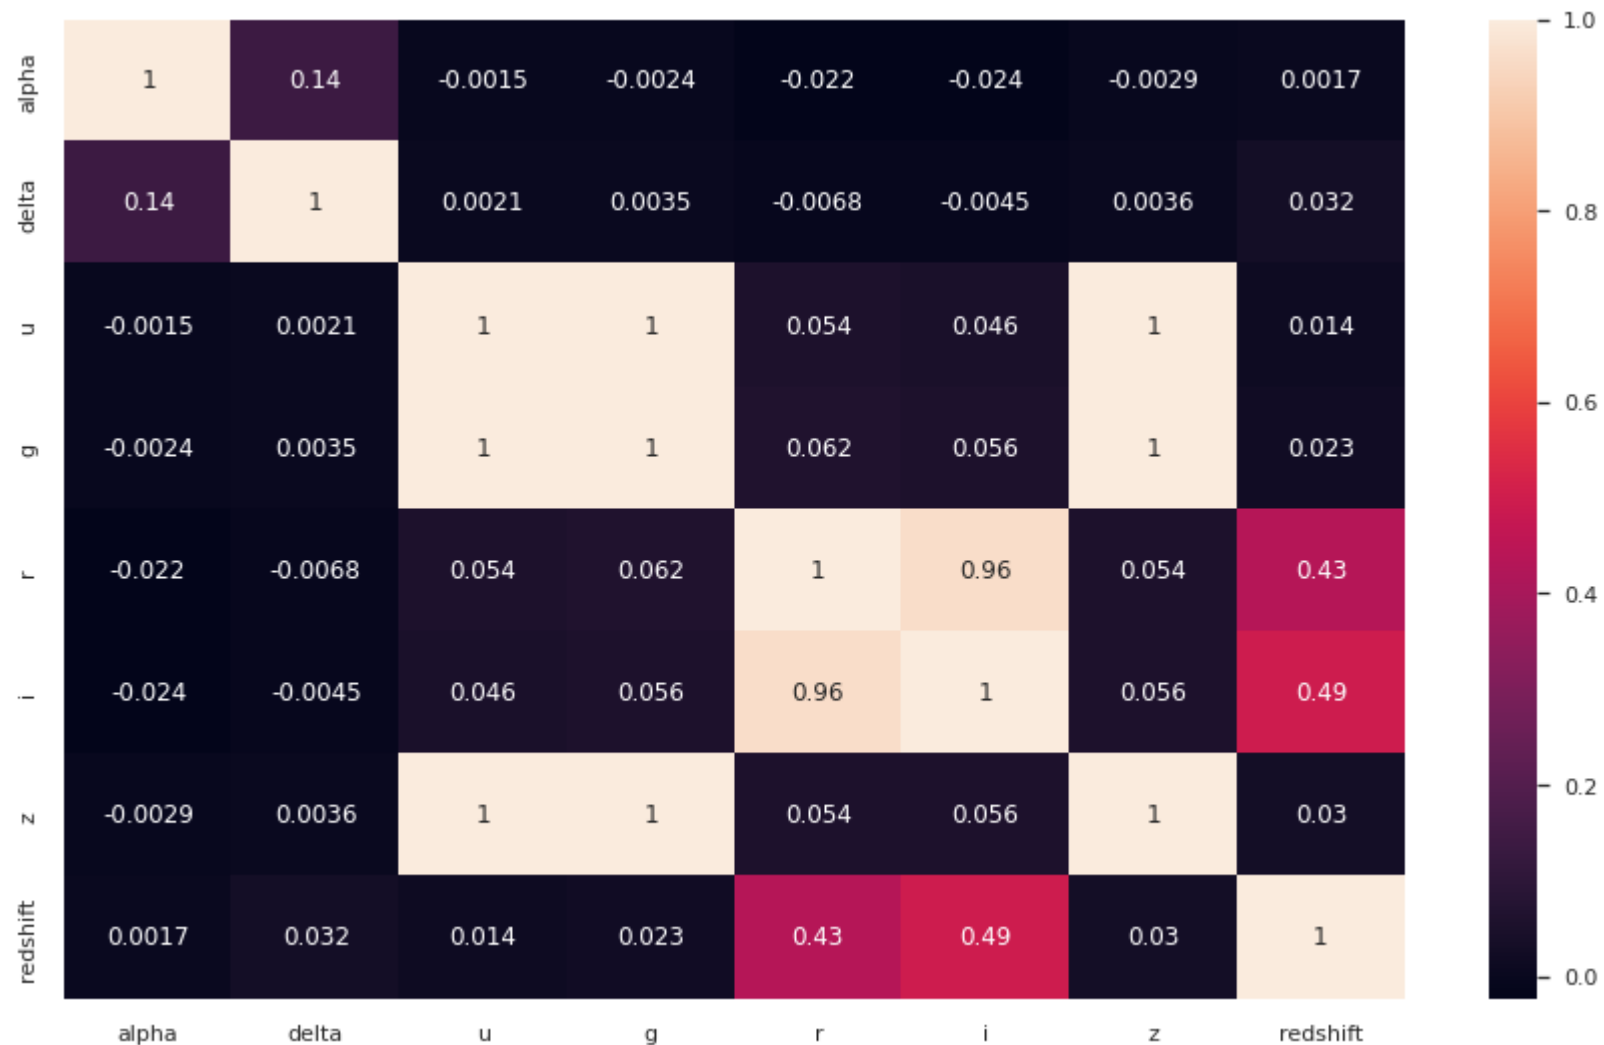 alpha 1 0.14 -0.0015 -0.0024 -0.022 -0.024 -0.0029 0.0017
delta 0.14 1 0.0021 0.0035 -0.0068 -0.0045 0.0036 0.032
u -0.0015 0.0021 1 1 0.054 0.046 1 0.014
g -0.0024 0.0035 1 1 0.062 0.056 1 0.023
r -0.022 -0.0068 0.054 0.062 1 0.96 0.054 0.43
i -0.024 -0.0045 0.046 0.056 0.96 1 0.056 0.49
z -0.0029 0.0036 1 1 0.054 0.056 1 0.03
redshift 0.0017 0.032 0.014 0.023 0.43 0.49 0.03 1
alpha delta u g r i z redshift
1.0
0.8
0.6
0.4
0.2
0.0